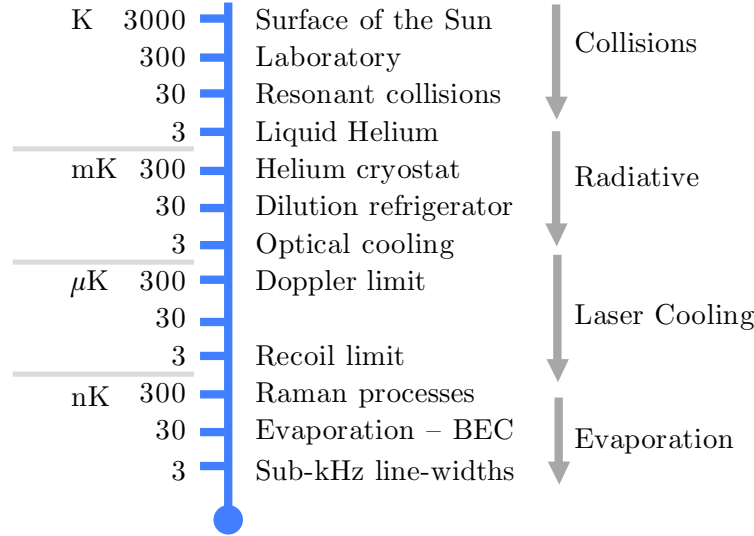 K 3000 Surface of the Sun
Collisions
300 Laboratory
30 Resonant collisions
3 Liquid Helium
mK 300 Helium cryostat
Radiative
30 Dilution refrigerator
3 Optical cooling
μK 300 Doppler limit
30
Laser Cooling
3 Recoil limit
nK 300 Raman processes
30 Evaporation – BEC
Evaporation
3 Sub-kHz line-widths